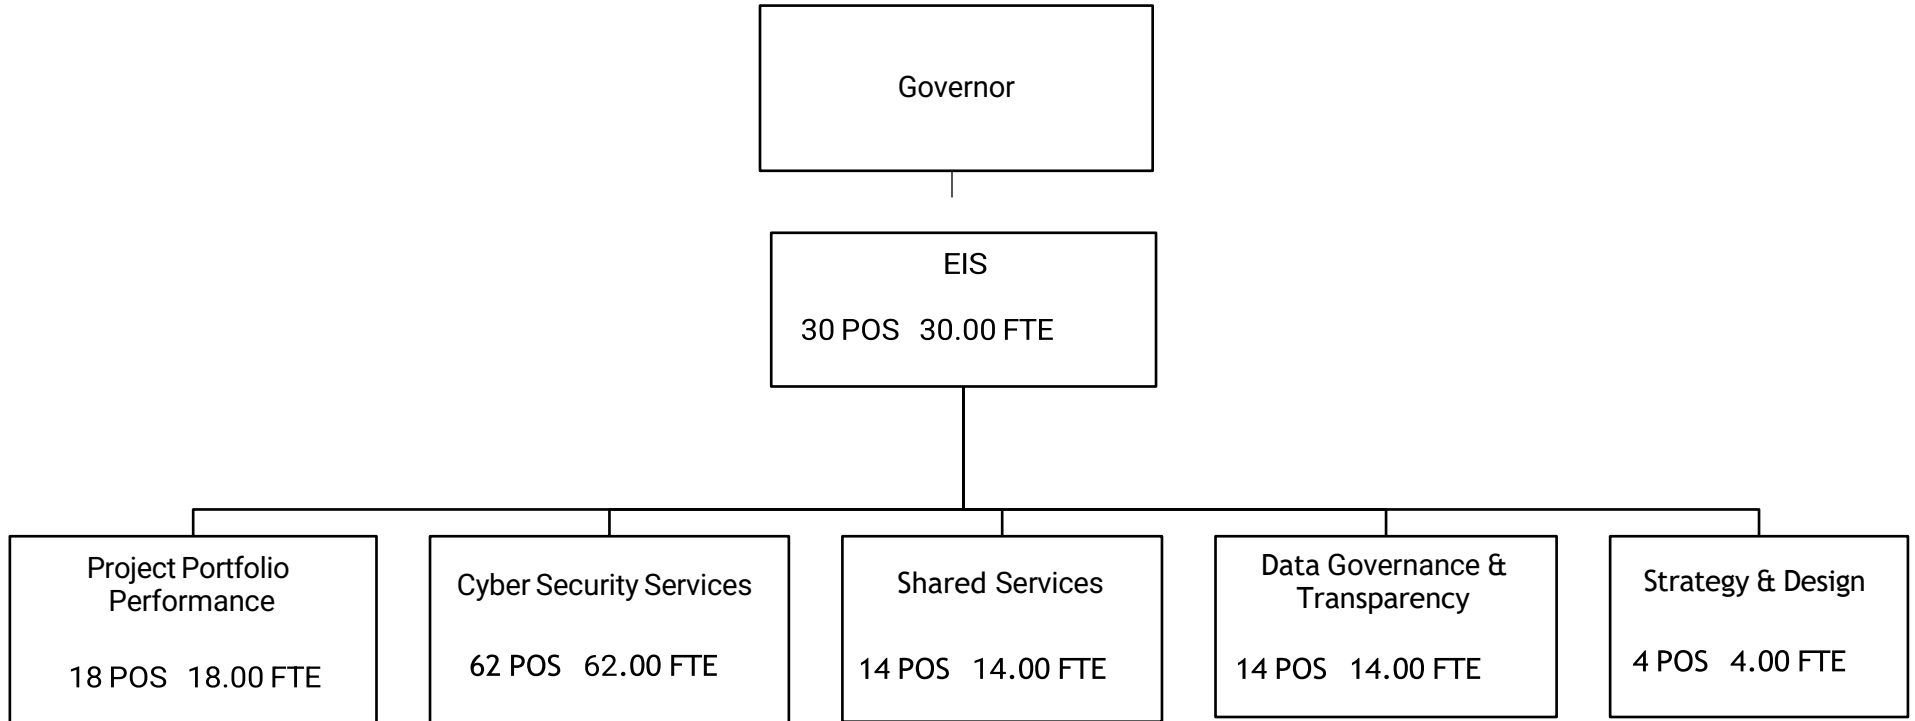 Governor
EIS
30 POS 30.00 FTE
Project Portfolio
Performance
18 POS 18.00 FTE
Cyber Security Services
62 POS 62.00 FTE
Shared Services
14 POS 14.00 FTE
Data Governance &
Transparency
14 POS 14.00 FTE
Strategy & Design
4 POS 4.00 FTE